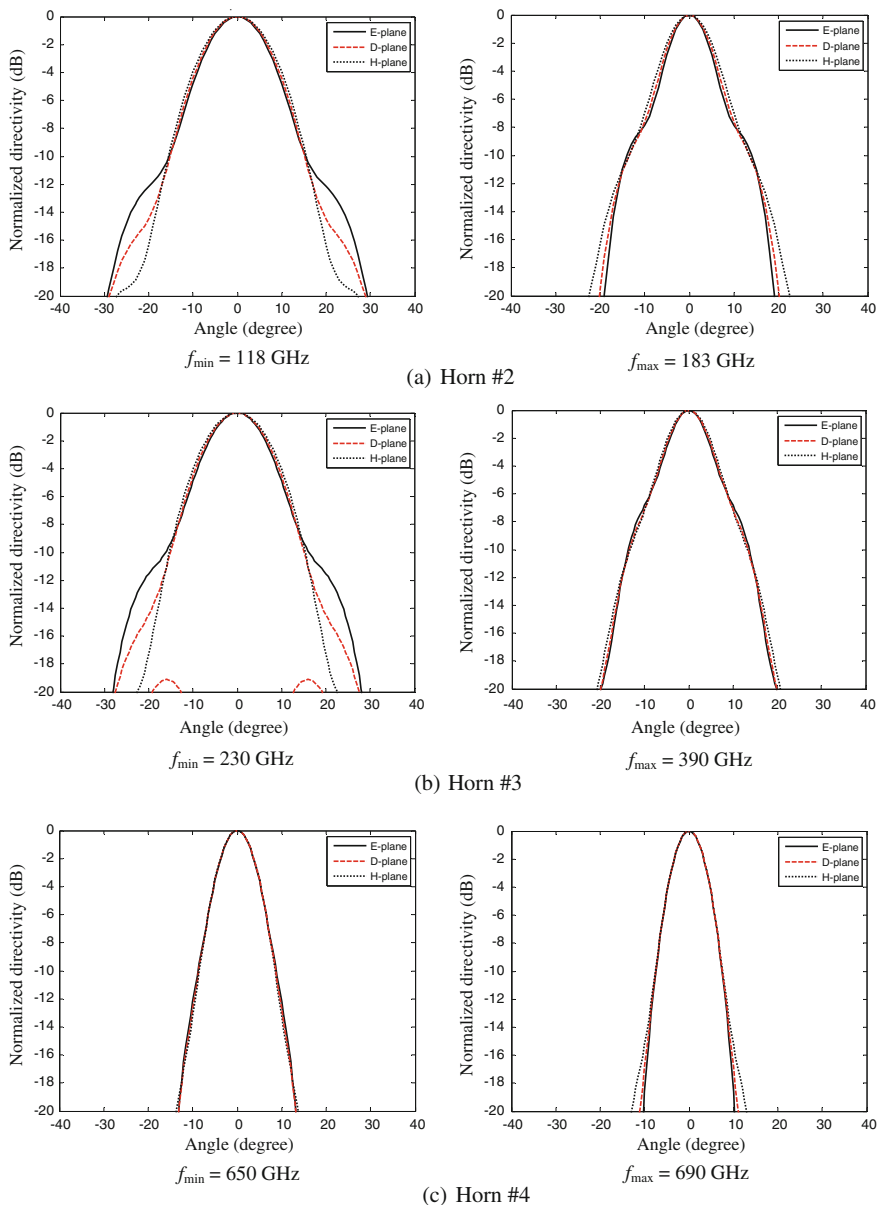 Normalized directivity (dB)
0
-2
-4
-6
-8
-10
-12
-14
-16
-18
-20
-40 -30 -20 -10 0 10 20 30 40
Angle (degree)
E-plane
D-plane
H-plane
f min = 118 GHz
Normalized directivity (dB)
0
-2
-4
-6
-8
-10
-12
-14
-16
-18
-20
-40 -30 -20 -10 0 10 20 30 40
Angle (degree)
E-plane
D-plane
H-plane
f max = 183 GHz
(a) Horn #2
Normalized directivity (dB)
0
-2
-4
-6
-8
-10
-12
-14
-16
-18
-20
-40 -30 -20 -10 0 10 20 30 40
Angle (degree)
E-plane
D-plane
H-plane
f min = 230 GHz
Normalized directivity (dB)
0
-2
-4
-6
-8
-10
-12
-14
-16
-18
-20
-40 -30 -20 -10 0 10 20 30 40
Angle (degree)
E-plane
D-plane
H-plane
f max = 390 GHz
(b) Horn #3
Normalized directivity (dB)
0
-2
-4
-6
-8
-10
-12
-14
-16
-18
-20
-40 -30 -20 -10 0 10 20 30 40
Angle (degree)
E-plane
D-plane
H-plane
f min = 650 GHz
Normalized directivity (dB)
0
-2
-4
-6
-8
-10
-12
-14
-16
-18
-20
-40 -30 -20 -10 0 10 20 30 40
Angle (degree)
E-plane
D-plane
H-plane
f max = 690 GHz
(c) Horn #4